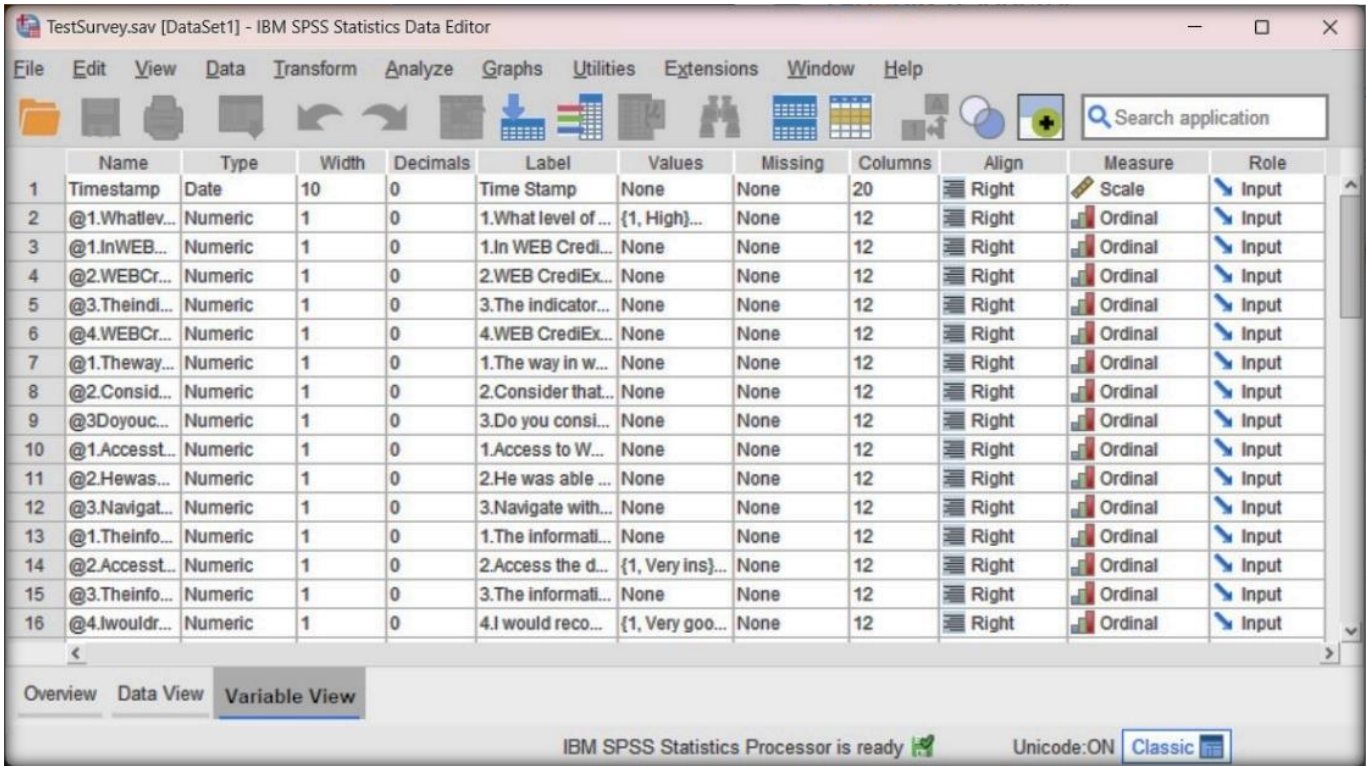 TestSurvey.sav [DataSet1] - IBM SPSS Statistics Data Editor
File Edit View Data Transform Analyze Graphs Utilities Extensions Window Help
Search application
Name Type Width Decimals Label Values Missing Columns Align Measure Role
1 Timestamp Date 10 0 Time Stamp None None 20 Right Scale Input
2 @1.Whatlev... Numeric 1 0 1.What level of ... {1, High}... None 12 Right Ordinal Input
3 @1.InWEB... Numeric 1 0 1.In WEB Credi... None None 12 Right Ordinal Input
4 @2.WEBCr... Numeric 1 0 2.WEB CrediEx... None None 12 Right Ordinal Input
5 @3.Theindi... Numeric 1 0 3.The indicator... None None 12 Right Ordinal Input
6 @4.WEBCr... Numeric 1 0 4.WEB CrediEx... None None 12 Right Ordinal Input
7 @1.Theway... Numeric 1 0 1.The way in w... None None 12 Right Ordinal Input
8 @2.Consid... Numeric 1 0 2.Consider that... None None 12 Right Ordinal Input
9 @3Doyouc... Numeric 1 0 3.Do you consi... None None 12 Right Ordinal Input
10 @1.Accesst... Numeric 1 0 1.Access to W... None None 12 Right Ordinal Input
11 @2.Hewas... Numeric 1 0 2.He was able ... None None 12 Right Ordinal Input
12 @3.Navigat... Numeric 1 0 3.Navigate with... None None 12 Right Ordinal Input
13 @1.Theinfo... Numeric 1 0 1.The informati... None None 12 Right Ordinal Input
14 @2.Accesst... Numeric 1 0 2.Access the d... {1, Very ins}... None 12 Right Ordinal Input
15 @3.Theinfo... Numeric 1 0 3.The informati... None None 12 Right Ordinal Input
16 @4.Iwouldr... Numeric 1 0 4.I would reco... {1, Very goo... None 12 Right Ordinal Input
Overview Data View Variable View
IBM SPSS Statistics Processor is ready Unicode:ON Classic